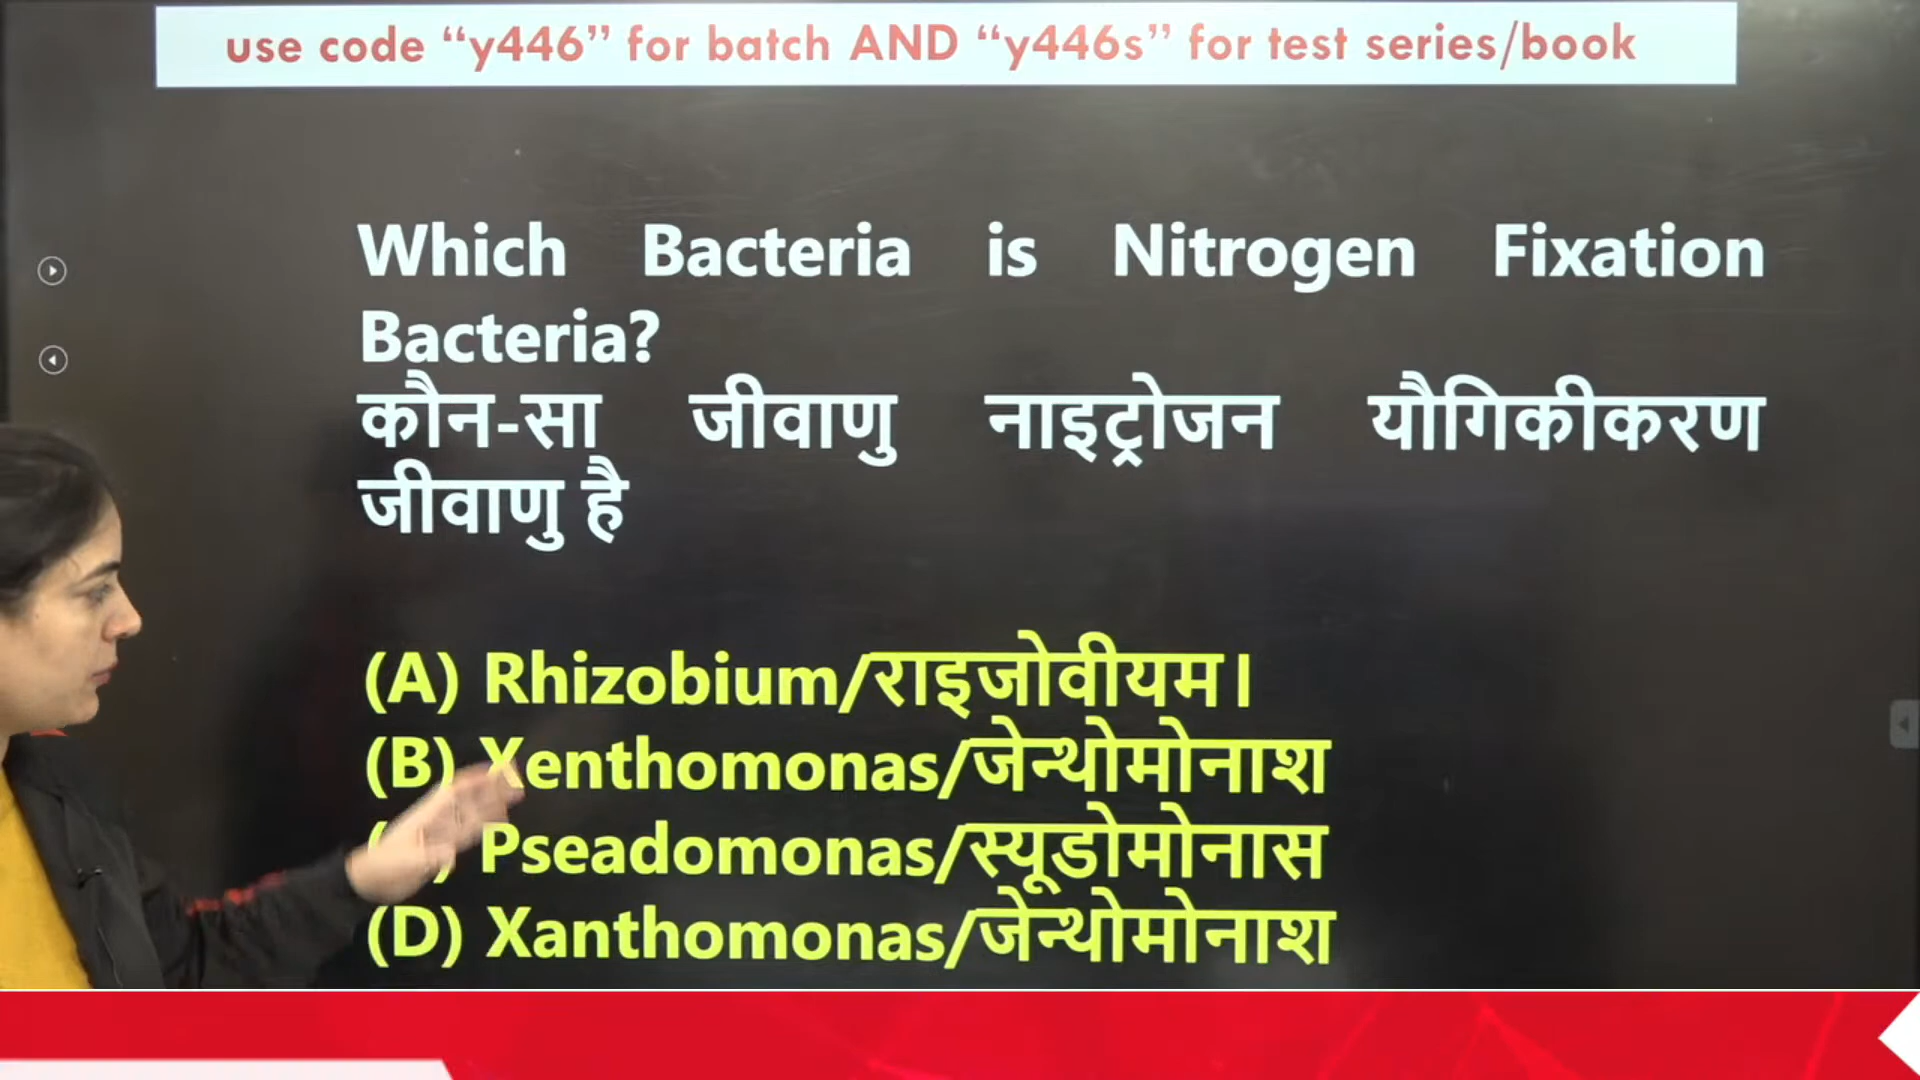 use code “y446” for batch AND “y446s” for test series/book
Which Bacteria is Nitrogen Fixation
Bacteria?
कौन-सा जीवाणु नाइट्रोजन यौगिकीकरण
जीवाणु है
(A) Rhizobium/राइजोवीयम।
(B) Xenthomonas/जेन्थोमोनाश
Pseadomonas/स्यूडोमोनास
(D) Xanthomonas/जेन्थोमोनाश